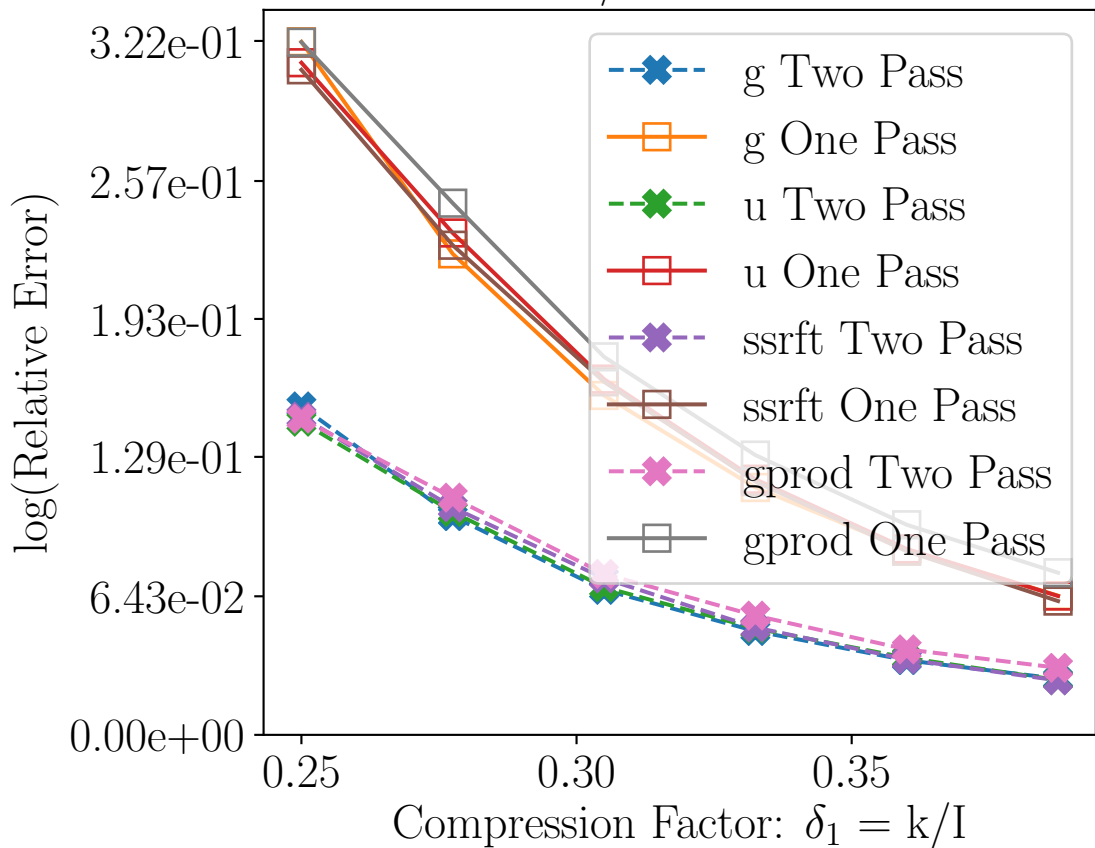 3.22e-01
2.57e-01
1.93e-01
1.29e-01
6.43e-02
0.00e+00
log(Relative Error)
g Two Pass
g One Pass
u Two Pass
u One Pass
ssrft Two Pass
ssrft One Pass
gprod Two Pass
gprod One Pass
0.25
0.30
0.35
Compression Factor: δ₁ = k/I